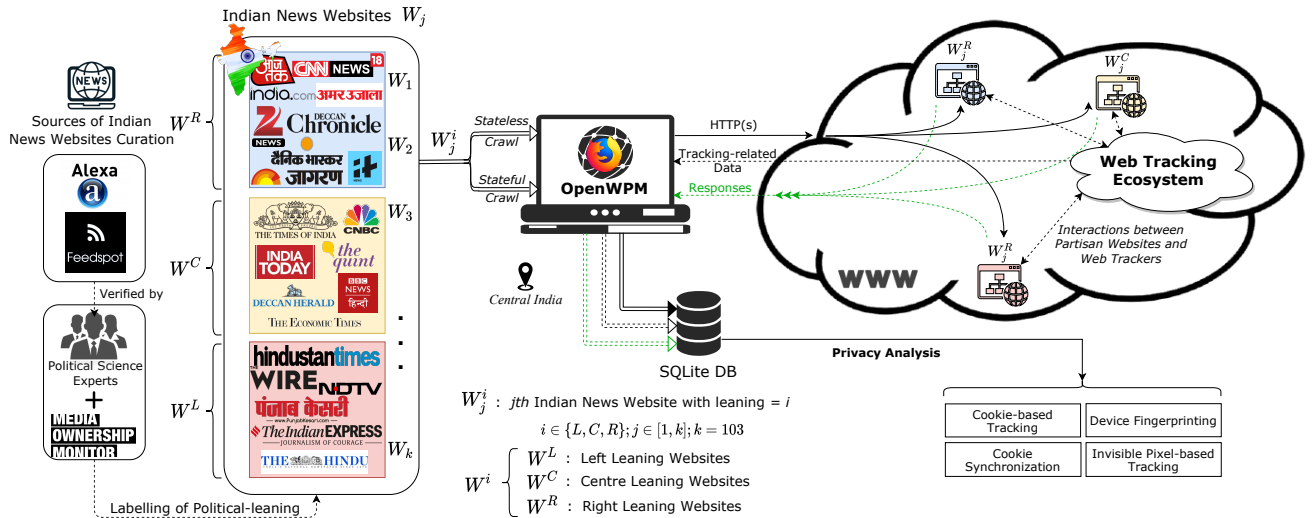 Indian News Websites W_j
NEWS
Sources of Indian
News Websites Curation
Alexa
a
Feedspot
Verified by
Political Science
Experts
+
MEDIA
OWNERSHIP
MONITOR
Labelling of Political-leaning
W^R
W^C
W^L
आज तक
CNN NEWS 18
india.com
अमर उजाला
Z
NEWS
DECCAN
Chronicle
दैनिक भास्कर
जागरण
W_1
W_2
THE TIMES OF INDIA
CNBC
INDIA
TODAY
the
quint
DECCAN HERALD
BBC
NEWS
हिन्दी
THE ECONOMIC TIMES
W_3
hindustantimes
THE
WIRE
NDTV
पंजाब केसरी
www.PunjabKesari.com
The Indian EXPRESS
JOURNALISM OF COURAGE
THE HINDU
W_k
W_j^i
Stateless
Crawl
Stateful
Crawl
OpenWPM
Central India
HTTP(s)
Tracking-related
Data
Responses
SQLite DB
W_j^R
W_j^C
Web Tracking
Ecosystem
Interactions between
Partisan Websites and
Web Trackers
W_j^R
WWW
Privacy Analysis
Cookie-based
Tracking
Device Fingerprinting
Cookie
Synchronization
Invisible Pixel-based
Tracking
W_j^i : jth Indian News Website with leaning = i
i ∈ {L, C, R}; j ∈ [1, k]; k = 103
W^i
W^L : Left Leaning Websites
W^C : Centre Leaning Websites
W^R : Right Leaning Websites